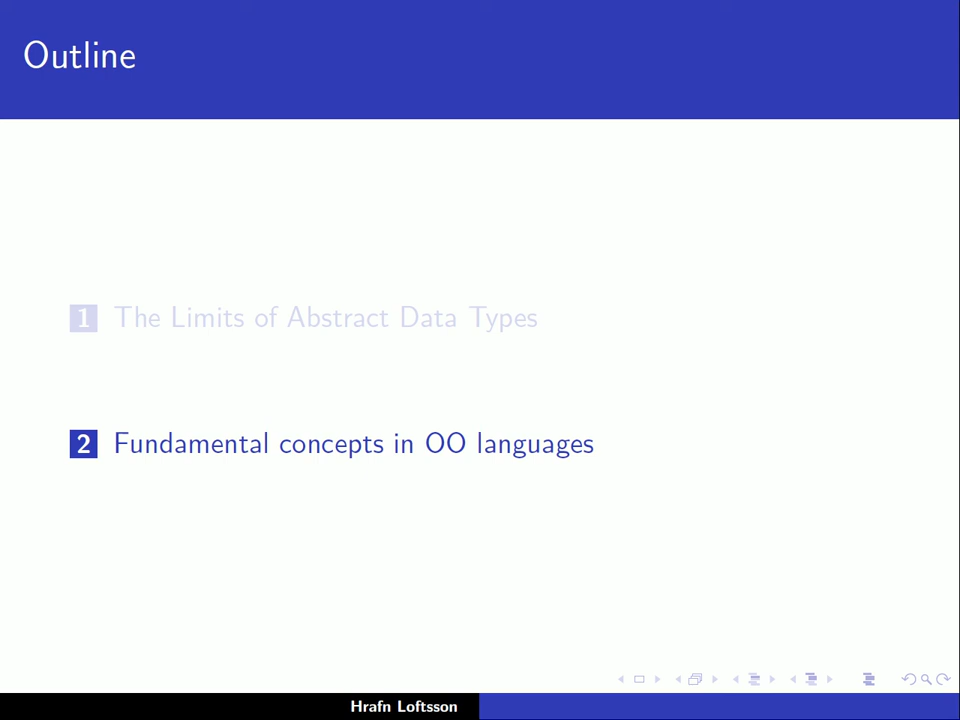 Outline
1 The Limits of Abstract Data Types
2 Fundamental concepts in OO languages
Hrafn Loftsson